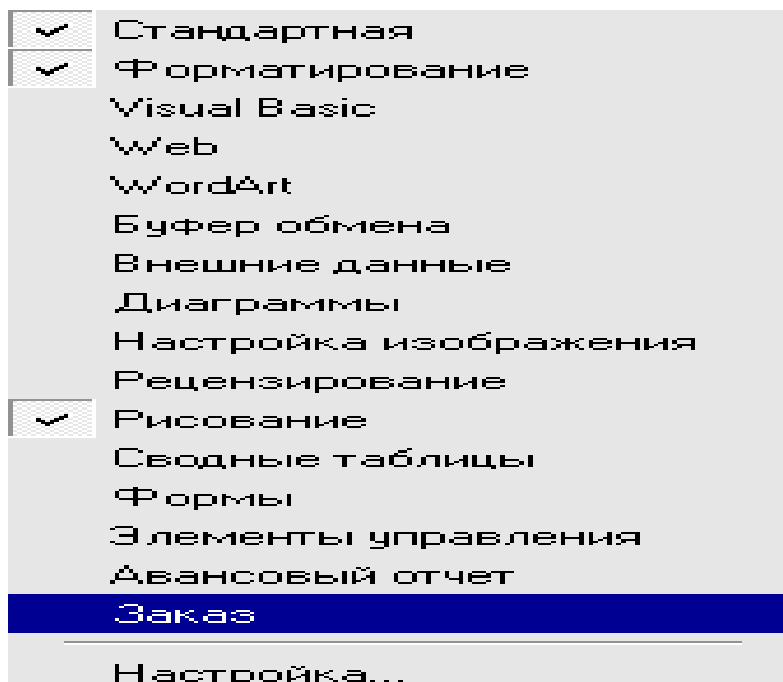 Стандартная
Форматирование
Visual Basic
Web
WordArt
Буфер обмена
Внешние данные
Диаграммы
Настройка изображения
Рецензирование
Рисование
Сводные таблицы
Формы
Элементы управления
Авансовый отчет
Заказ
Настройка...